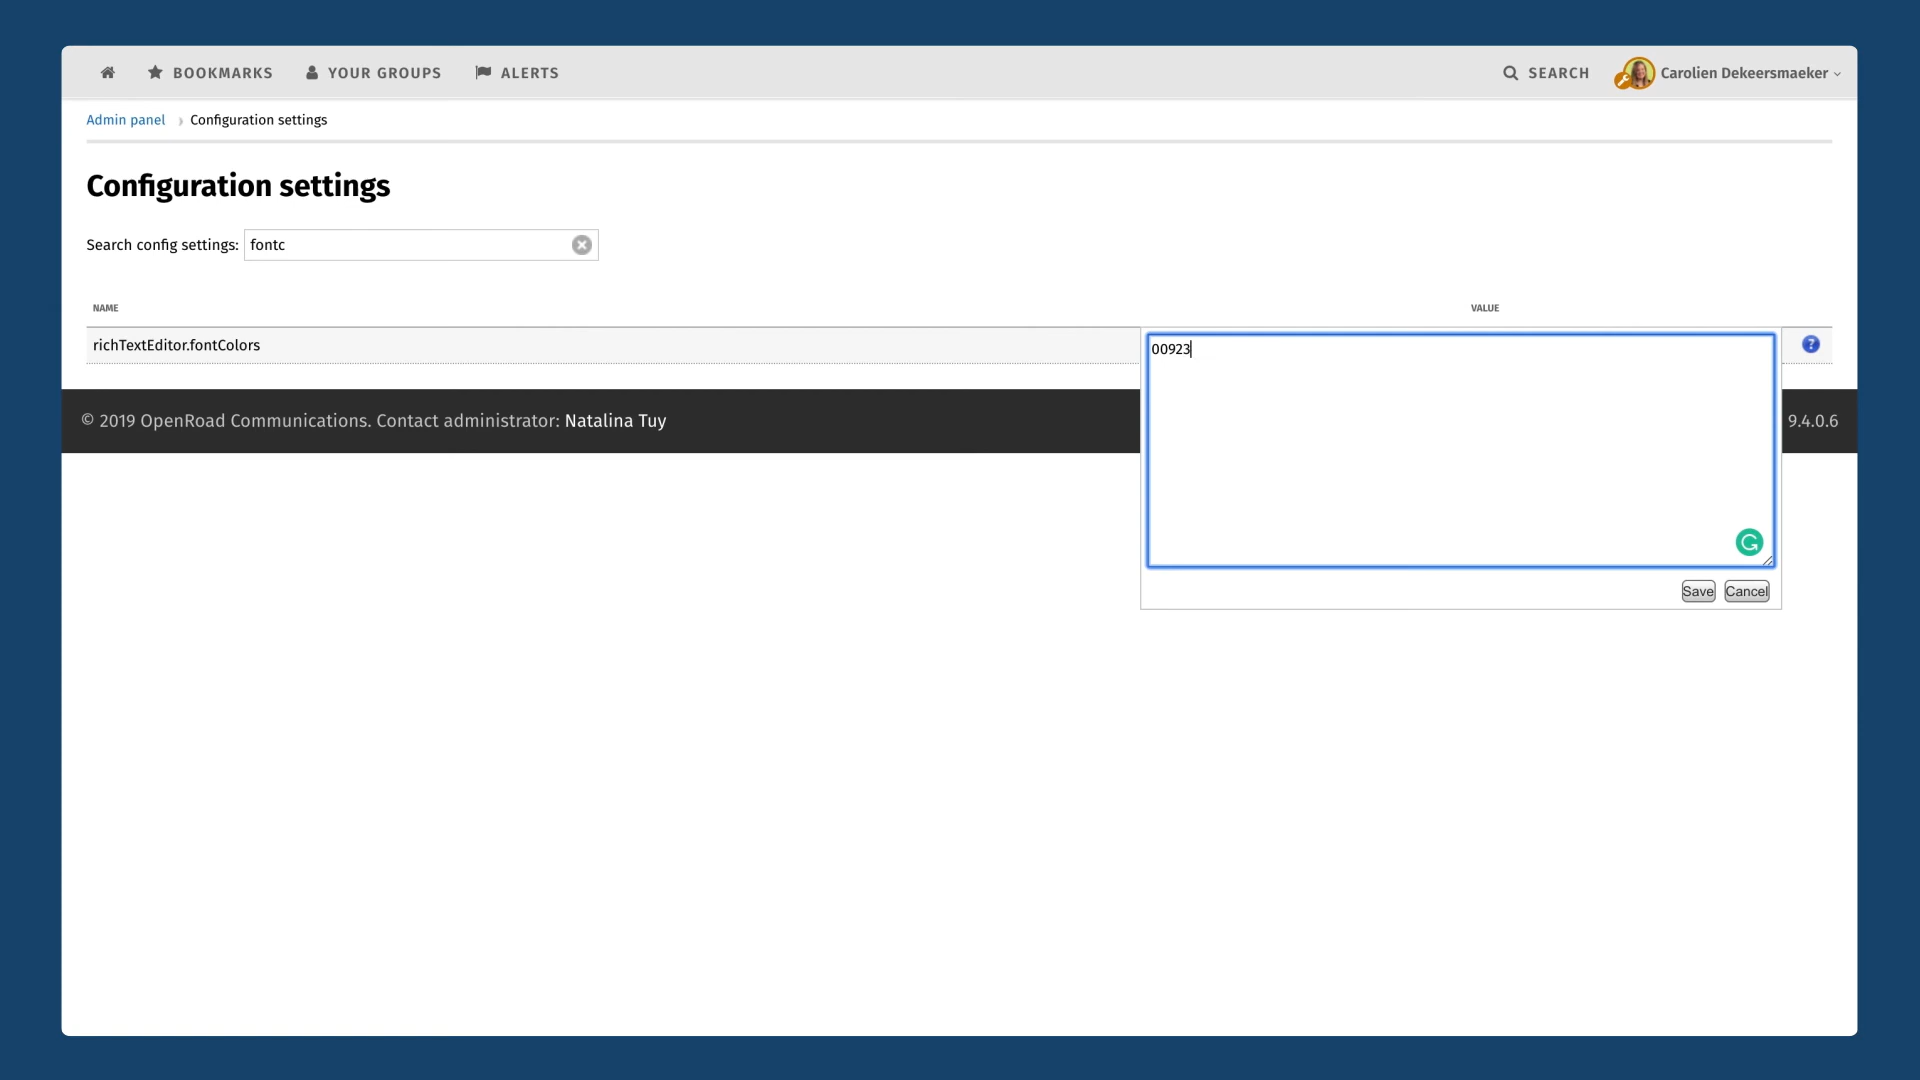 BOOKMARKS YOUR GROUPS ALERTS SEARCH Carolien Dekeersmaeker
Admin panel › Configuration settings
Configuration settings
Search config settings: fontc
NAME VALUE
richTextEditor.fontColors 00923 ?
© 2019 OpenRoad Communications. Contact administrator: Natalina Tuy 9.4.0.6
Save Cancel